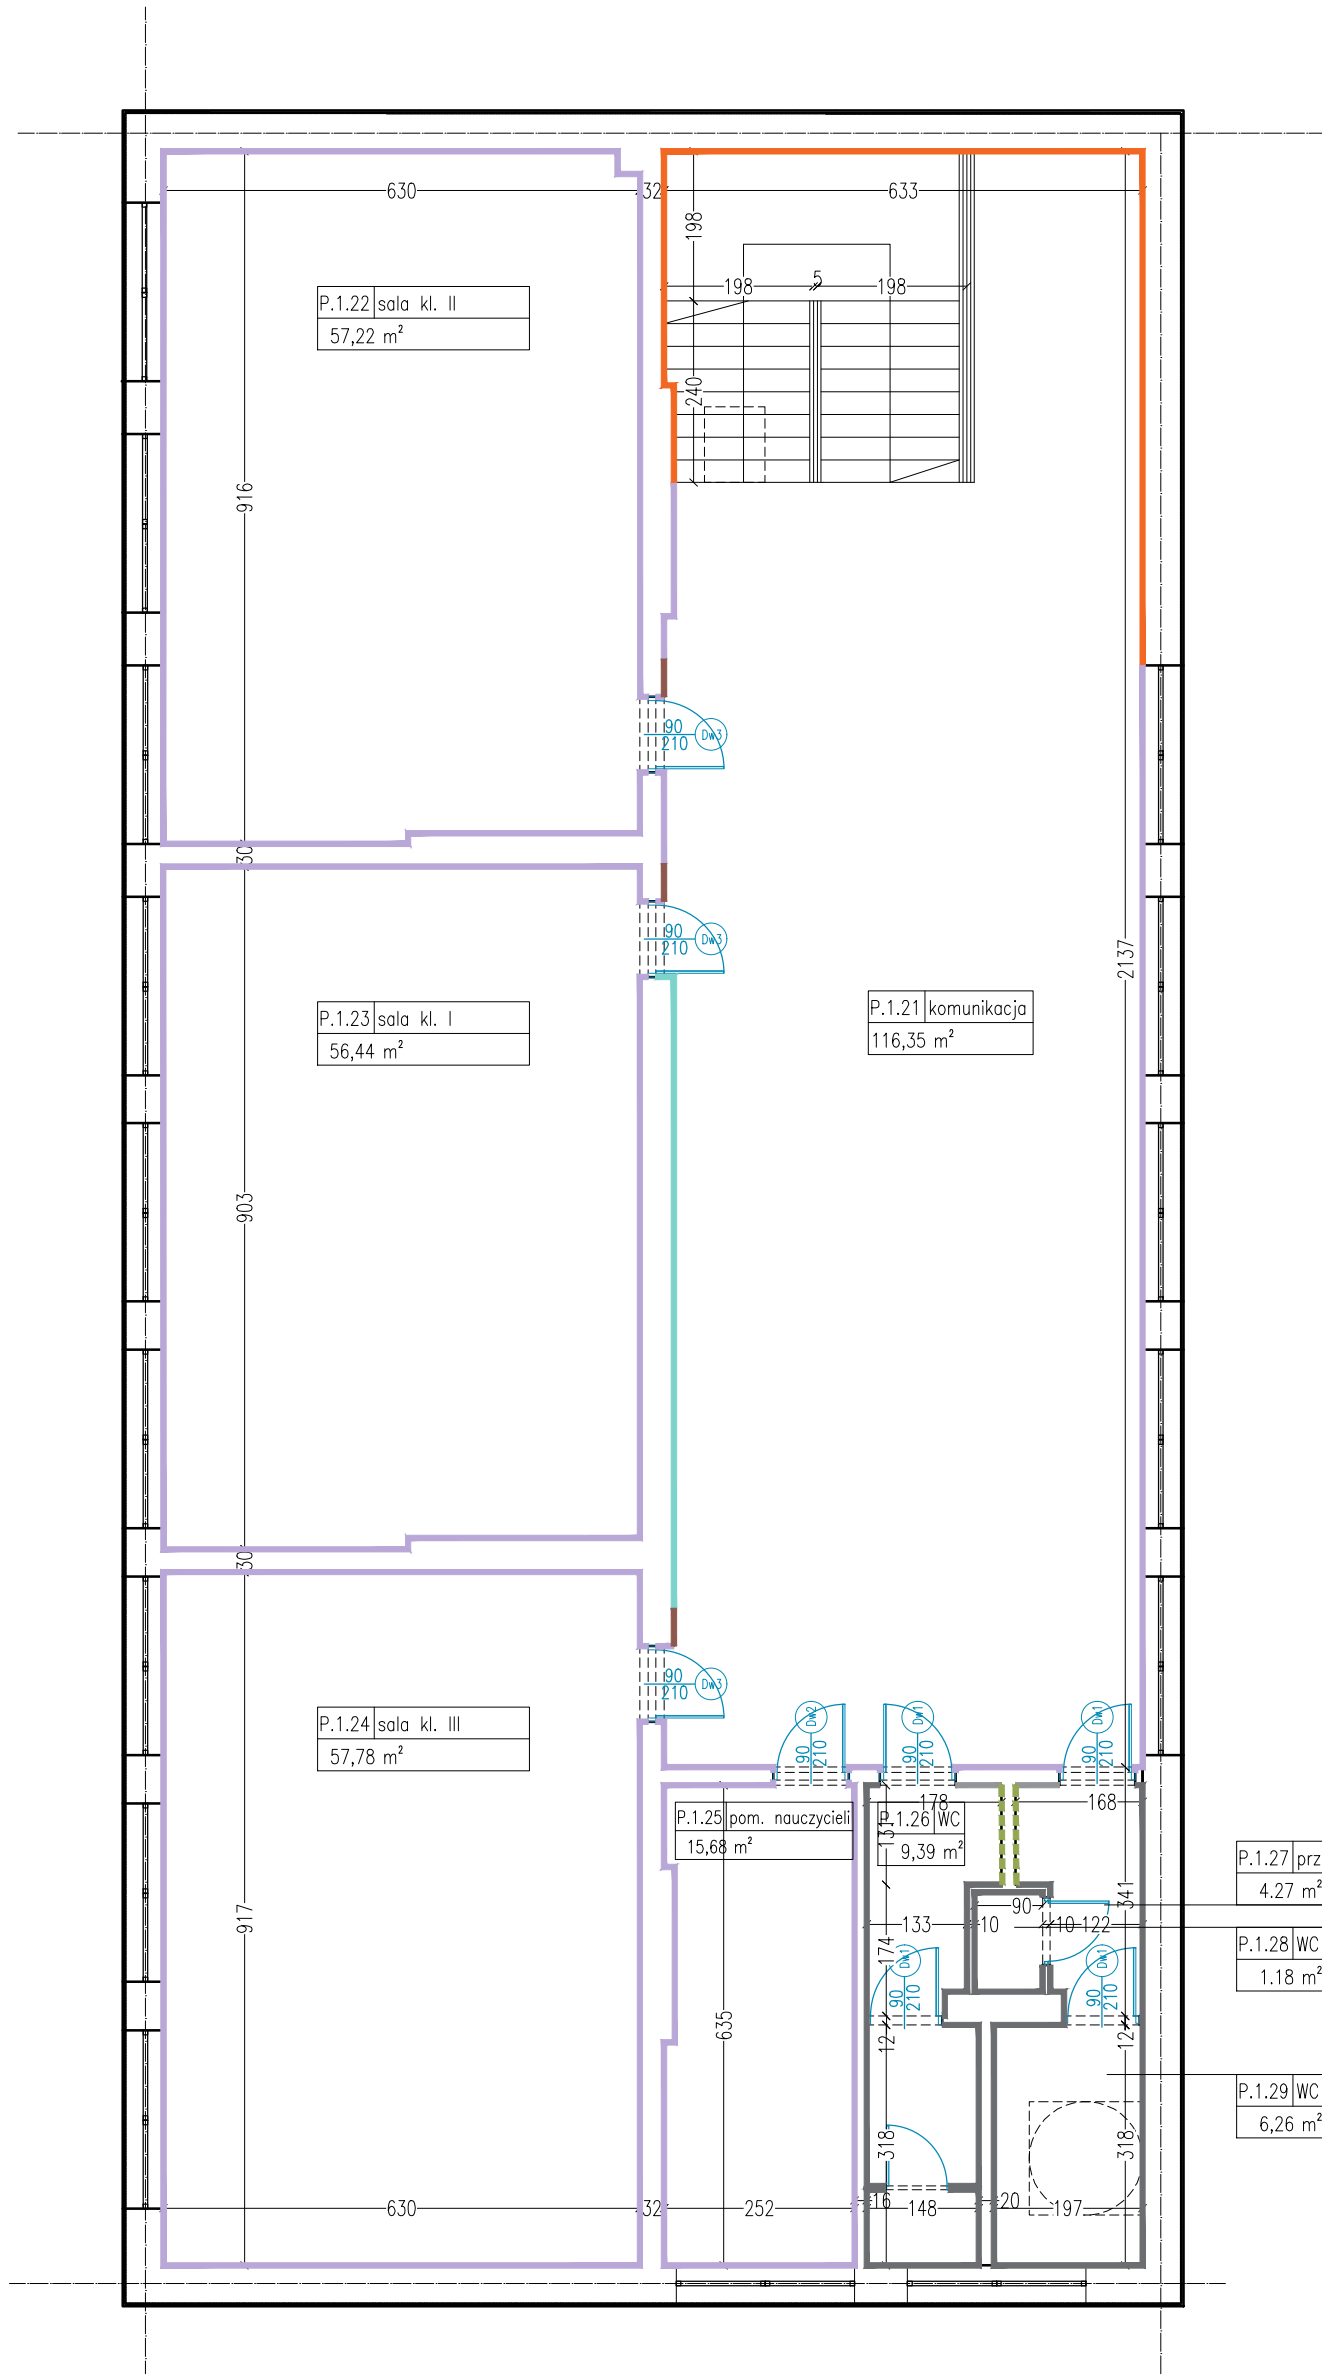 630
32
633
198
198
5
198
P.1.22 sala kl. II
57,22 m²
240
916
90
210
Dw3
30
90
210
Dw3
2137
P.1.23 sala kl. I
56,44 m²
P.1.21 komunikacja
116,35 m²
903
30
90
210
Dw3
P.1.24 sala kl. III
57,78 m²
Dw2
90
210
Dw1
90
210
Dw1
90
210
178
168
P.1.25 pom. nauczycieli
15,68 m²
P.1.26 WC
9,39 m²
131
P.1.27 prz
4.27 m²
341
90
917
133
10
10
122
174
P.1.28 WC
1.18 m²
Dw1
90
210
Dw1
90
210
635
12
12
P.1.29 WC
6,26 m²
318
318
630
32
252
16
148
20
197